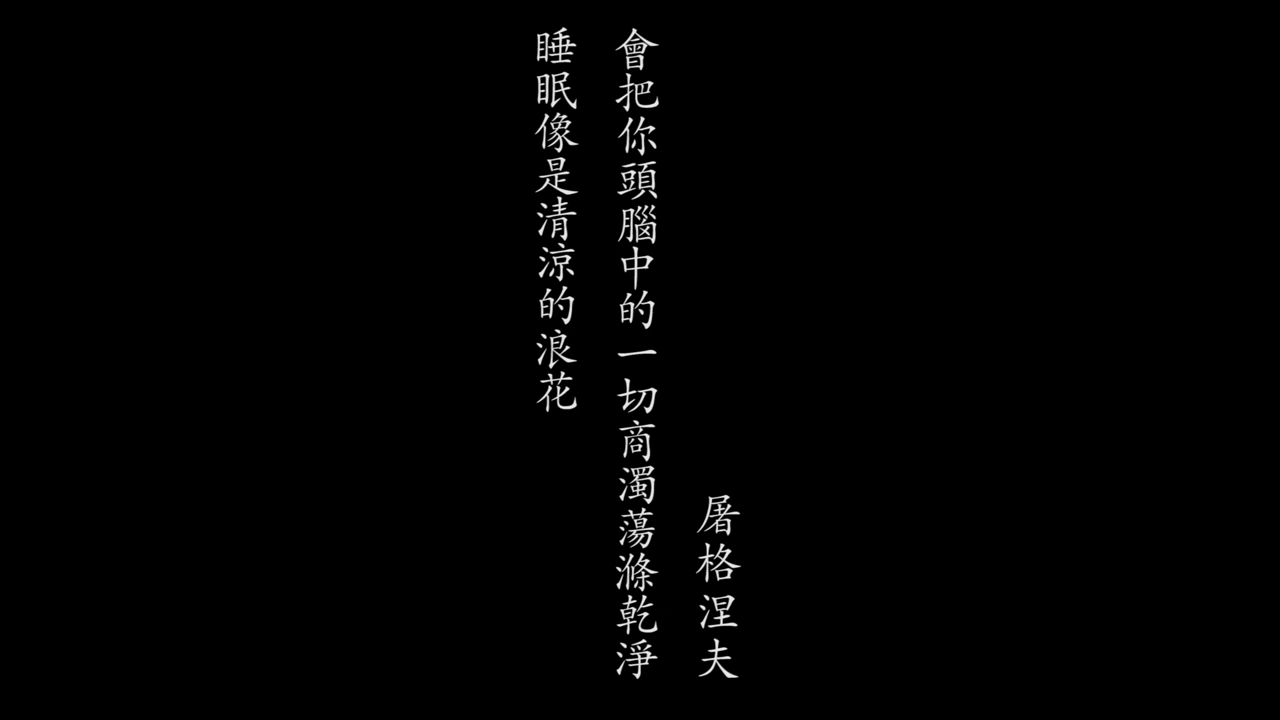 睡眠像是清涼的浪花
會把你頭腦中的一切商濁蕩滌乾淨
屠格涅夫